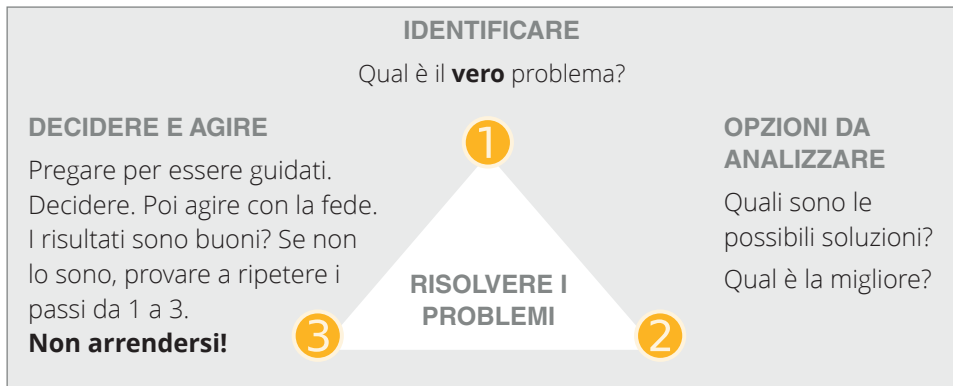 IDENTIFICARE
Qual è il vero problema?
1
OPZIONI DA
ANALIZZARE
Quali sono le
possibili soluzioni?
Qual è la migliore?
2
DECIDERE E AGIRE
Pregare per essere guidati.
Decidere. Poi agire con la fede.
I risultati sono buoni? Se non
lo sono, provare a ripetere i
passi da 1 a 3.
Non arrendersi!
3
RISOLVERE I
PROBLEMI